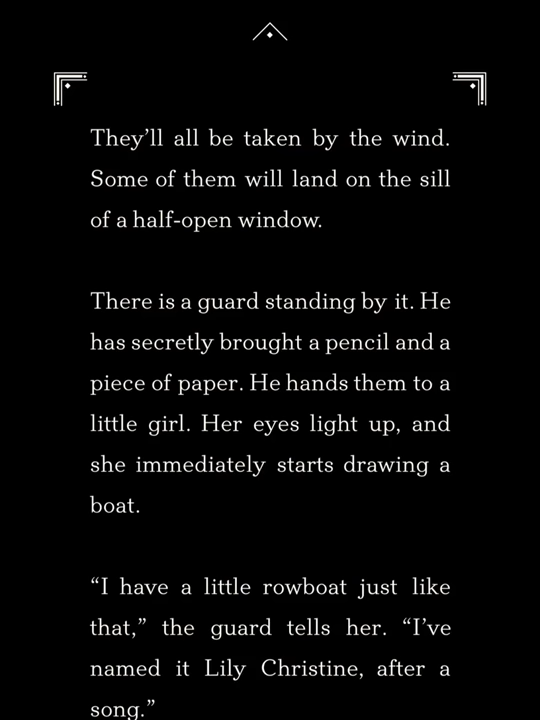 They’ll all be taken by the wind.
Some of them will land on the sill
of a half-open window.
There is a guard standing by it. He
has secretly brought a pencil and a
piece of paper. He hands them to a
little girl. Her eyes light up, and
she immediately starts drawing a
boat.
“I have a little rowboat just like
that,” the guard tells her. “I’ve
named it Lily Christine, after a
song.”